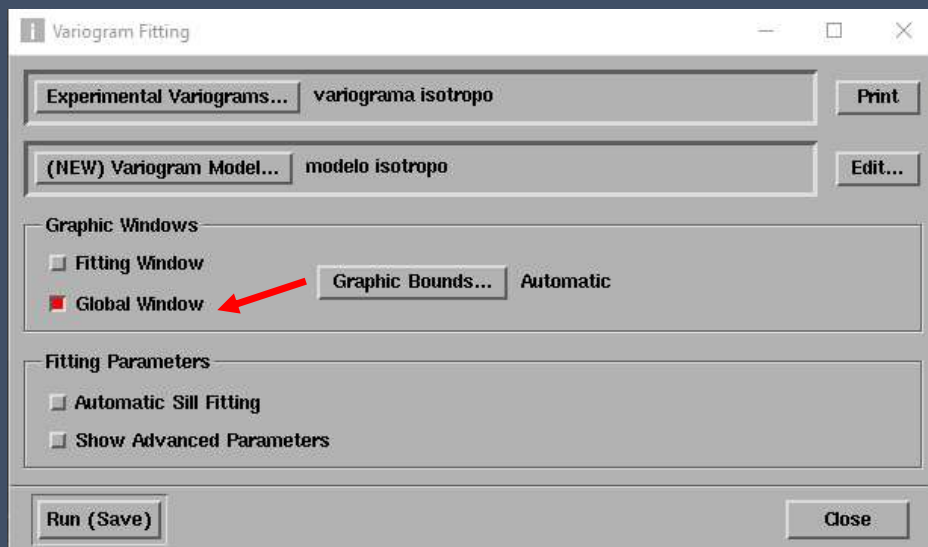 Variogram Fitting
Experimental Variograms... variograma isotropo Print
(NEW) Variogram Model... modelo isotropo Edit...
Graphic Windows
Fitting Window
Graphic Bounds... Automatic
Global Window
Fitting Parameters
Automatic Sill Fitting
Show Advanced Parameters
Run (Save) Close